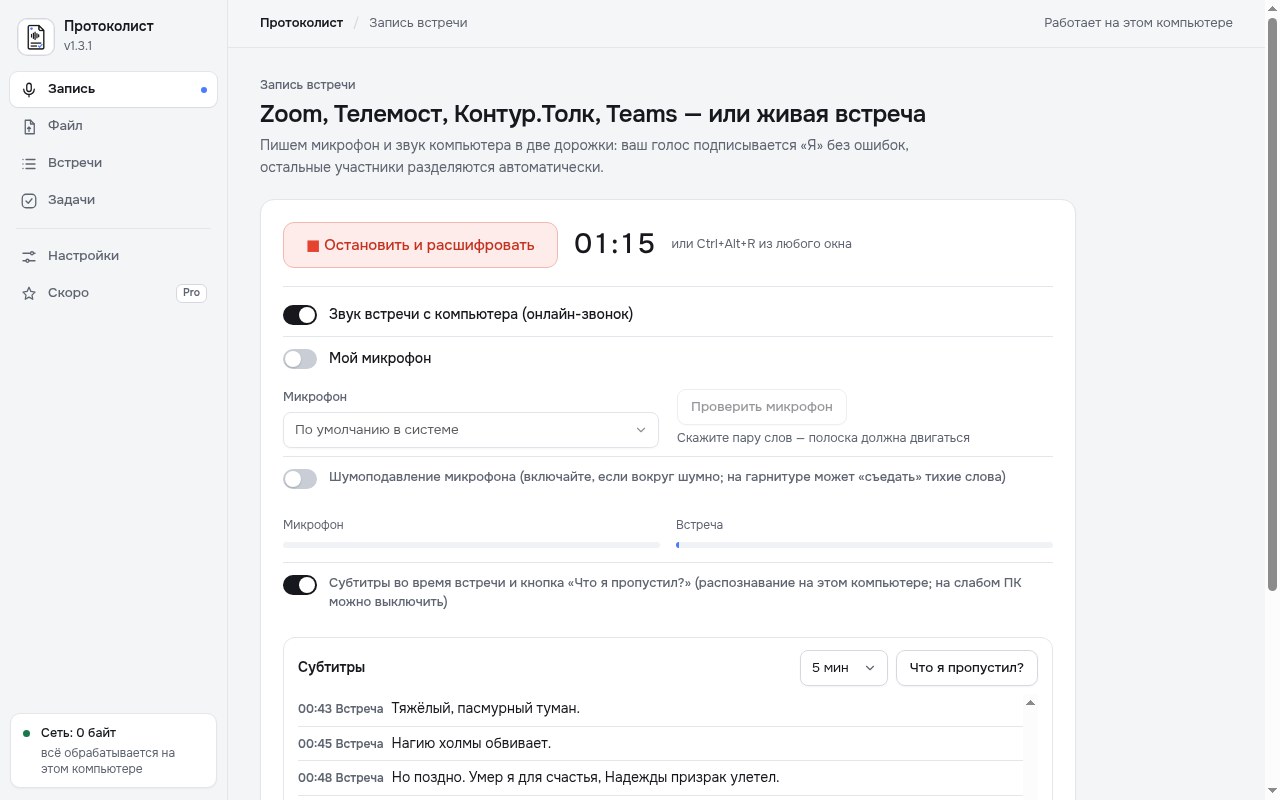 Протоколист
v1.3.1
Запись
Файл
Встречи
Задачи
Настройки
Скоро Pro
Сеть: 0 байт
всё обрабатывается на
этом компьютере
Протоколист / Запись встречи
Работает на этом компьютере
Запись встречи
Zoom, Телемост, Контур.Толк, Teams — или живая встреча
Пишем микрофон и звук компьютера в две дорожки: ваш голос подписывается «Я» без ошибок,
остальные участники разделяются автоматически.
Остановить и расшифровать 01:15 или Ctrl+Alt+R из любого окна
Звук встречи с компьютера (онлайн-звонок)
Мой микрофон
Микрофон
По умолчанию в системе
Проверить микрофон
Скажите пару слов — полоска должна двигаться
Шумоподавление микрофона (включайте, если вокруг шумно; на гарнитуре может «съедать» тихие слова)
Микрофон
Встреча
Субтитры во время встречи и кнопка «Что я пропустил?» (распознавание на этом компьютере; на слабом ПК
можно выключить)
Субтитры 5 мин Что я пропустил?
00:43 Встреча Тяжёлый, пасмурный туман.
00:45 Встреча Нагию холмы обвивает.
00:48 Встреча Но поздно. Умер я для счастья, Надежды призрак улетел.